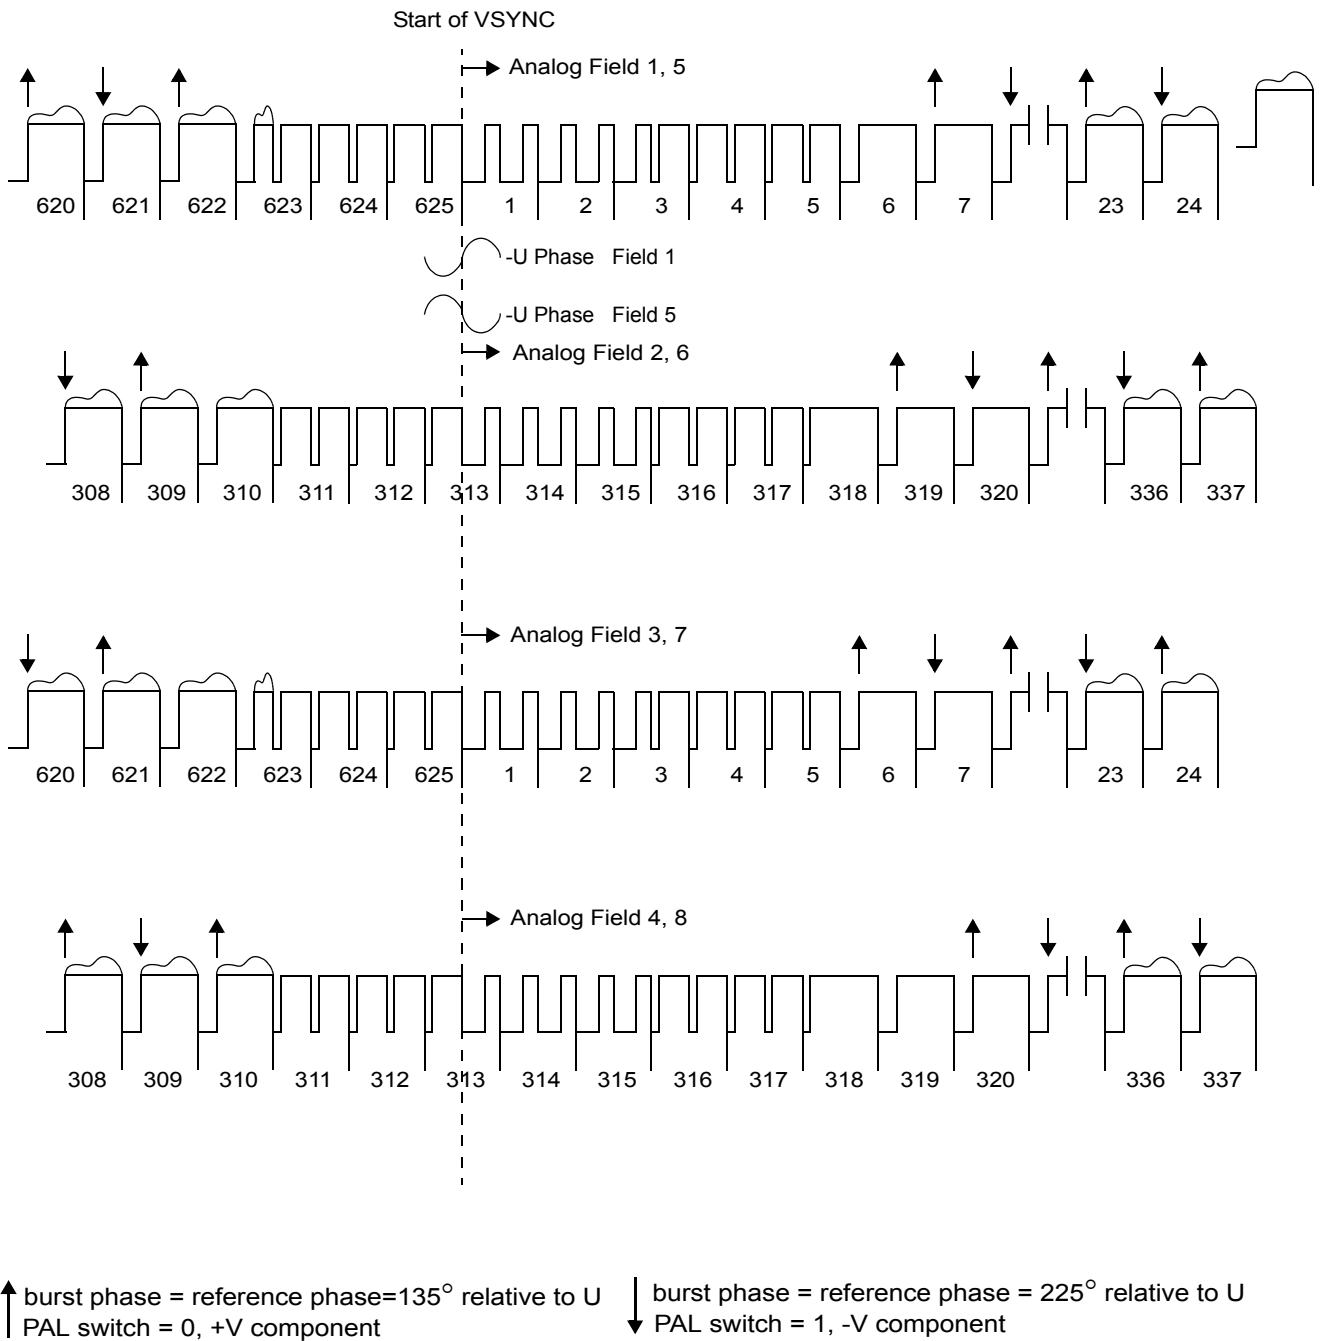 Start of VSYNC
Analog Field 1, 5
620 621 622 623 624 625 1 2 3 4 5 6 7 23 24
-U Phase Field 1
-U Phase Field 5
Analog Field 2, 6
308 309 310 311 312 313 314 315 316 317 318 319 320 336 337
Analog Field 3, 7
620 621 622 623 624 625 1 2 3 4 5 6 7 23 24
Analog Field 4, 8
308 309 310 311 312 313 314 315 316 317 318 319 320 336 337
burst phase = reference phase=135° relative to U
PAL switch = 0, +V component
burst phase = reference phase = 225° relative to U
PAL switch = 1, -V component